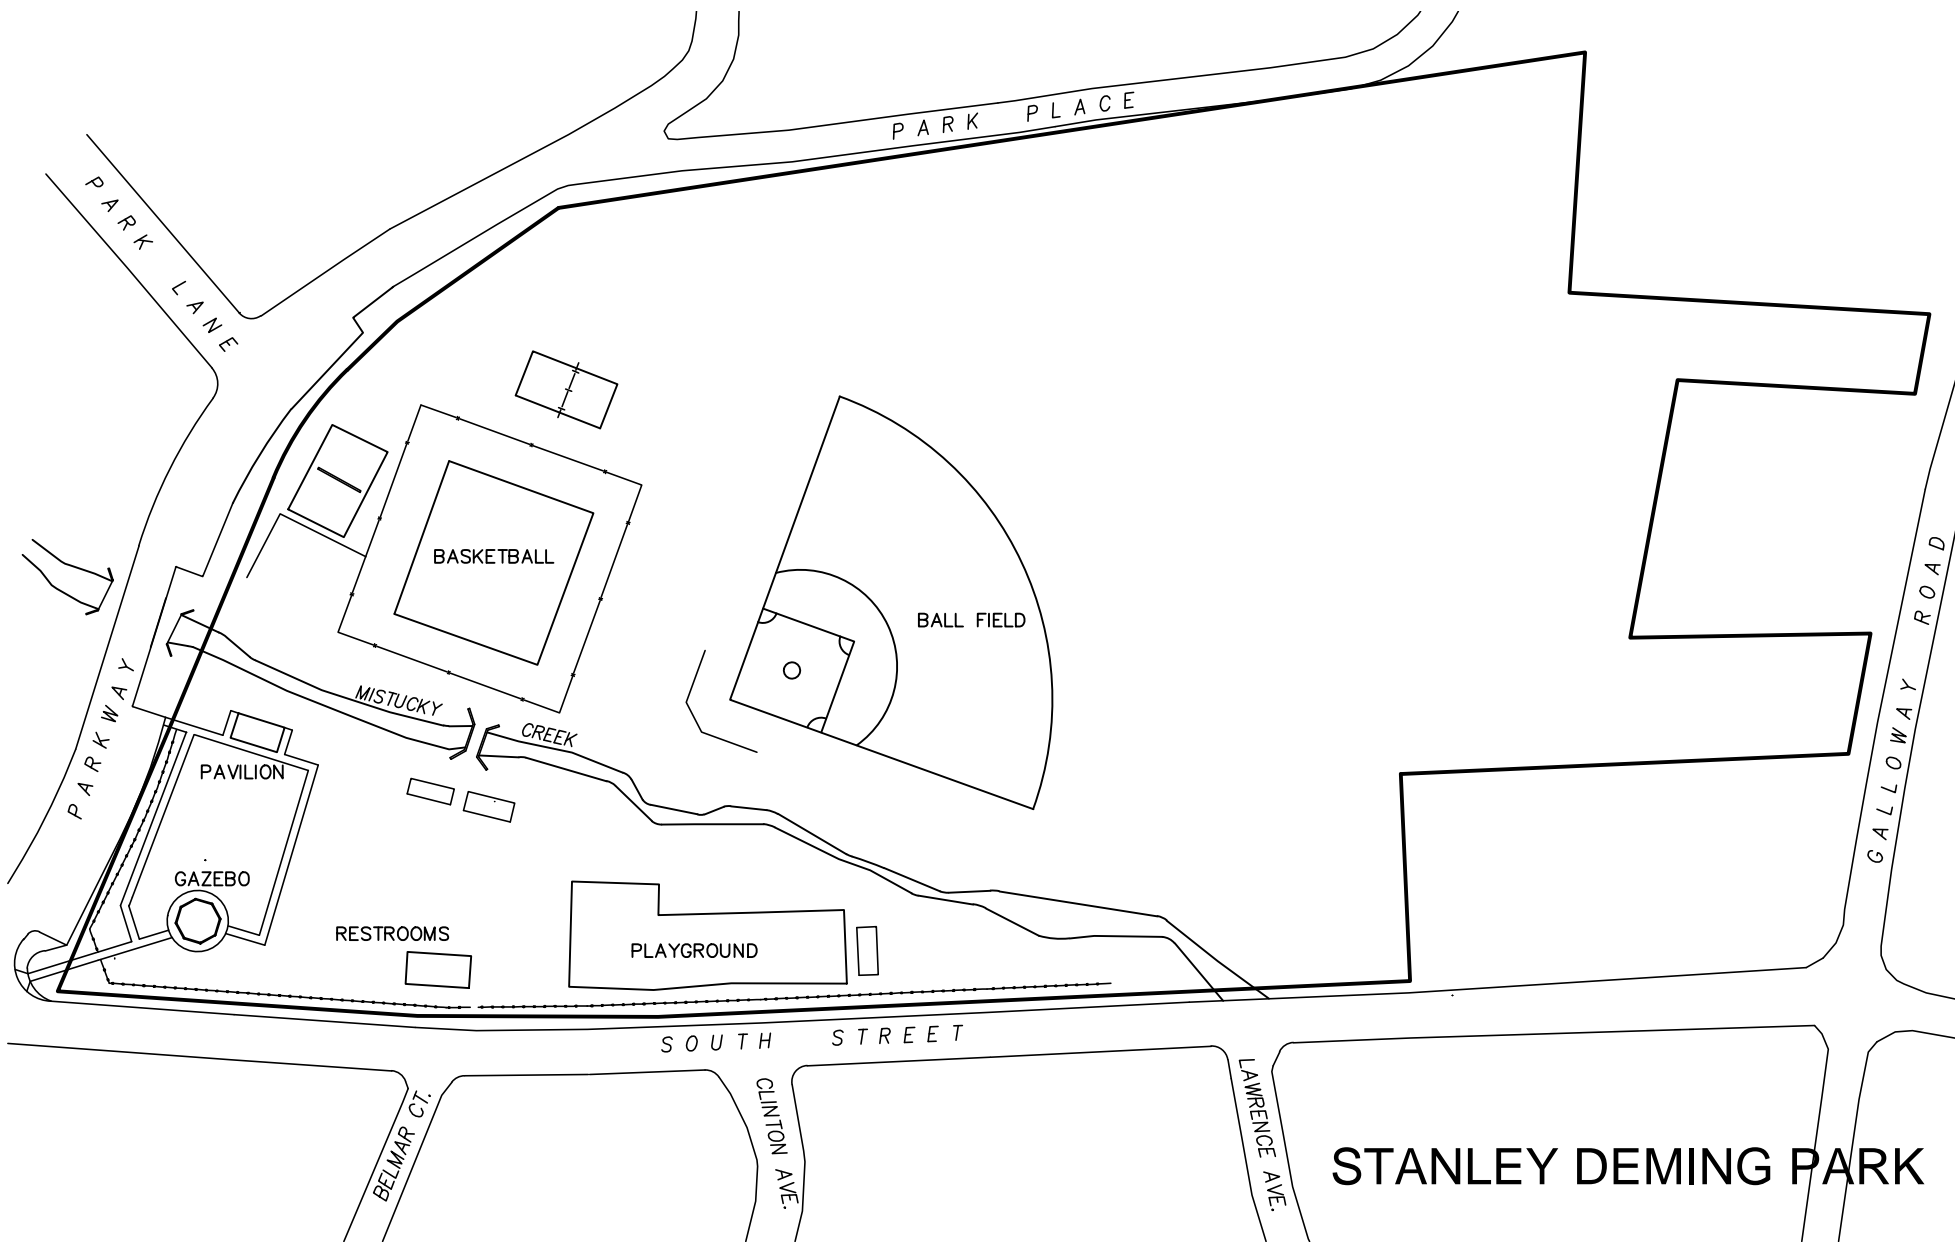 PARK PLACE
PARK LANE
PARKWAY
BASKETBALL
BALL FIELD
MISTUCKY CREEK
GALLOWAY ROAD
PAVILION
GAZEBO
RESTROOMS
PLAYGROUND
SOUTH STREET
BELMAR CT.
CLINTON AVE.
LAWRENCE AVE.
STANLEY DEMING PARK